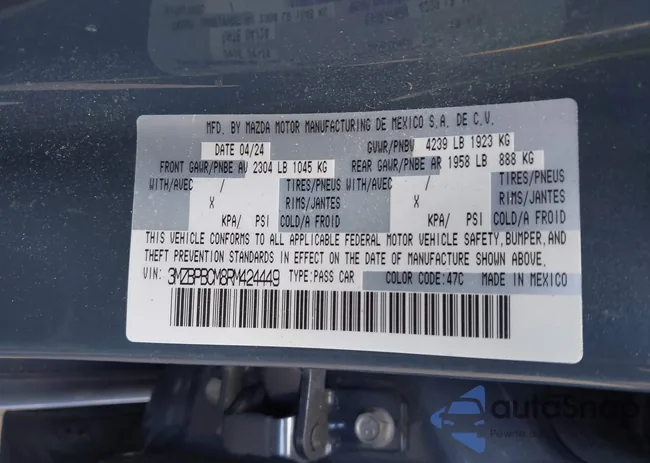 MFD. BY MAZDA MOTOR MANUFACTURING DE MEXICO S.A. DE C.V.
DATE 04/24 GVWR/PNBV 4239 LB 1923 KG
FRONT GAWR/PNBE AV 2304 LB 1045 KG REAR GAWR/PNBE AR 1958 LB 888 KG
WITH/AVEC / TIRES/PNEUS WITH/AVEC / TIRES/PNEUS
X RIMS/JANTES X RIMS/JANTES
KPA/ PSI COLD/A FROID KPA/ PSI COLD/A FROID
THIS VEHICLE CONFORMS TO ALL APPLICABLE FEDERAL MOTOR VEHICLE SAFETY, BUMPER, AND
THEFT PREVENTION STANDARDS IN EFFECT ON THE DATE OF MANUFACTURE SHOWN ABOVE.
VIN: 3MZBPBCM8RM424449 TYPE:PASS CAR COLOR CODE:47C MADE IN MEXICO
autoSnap